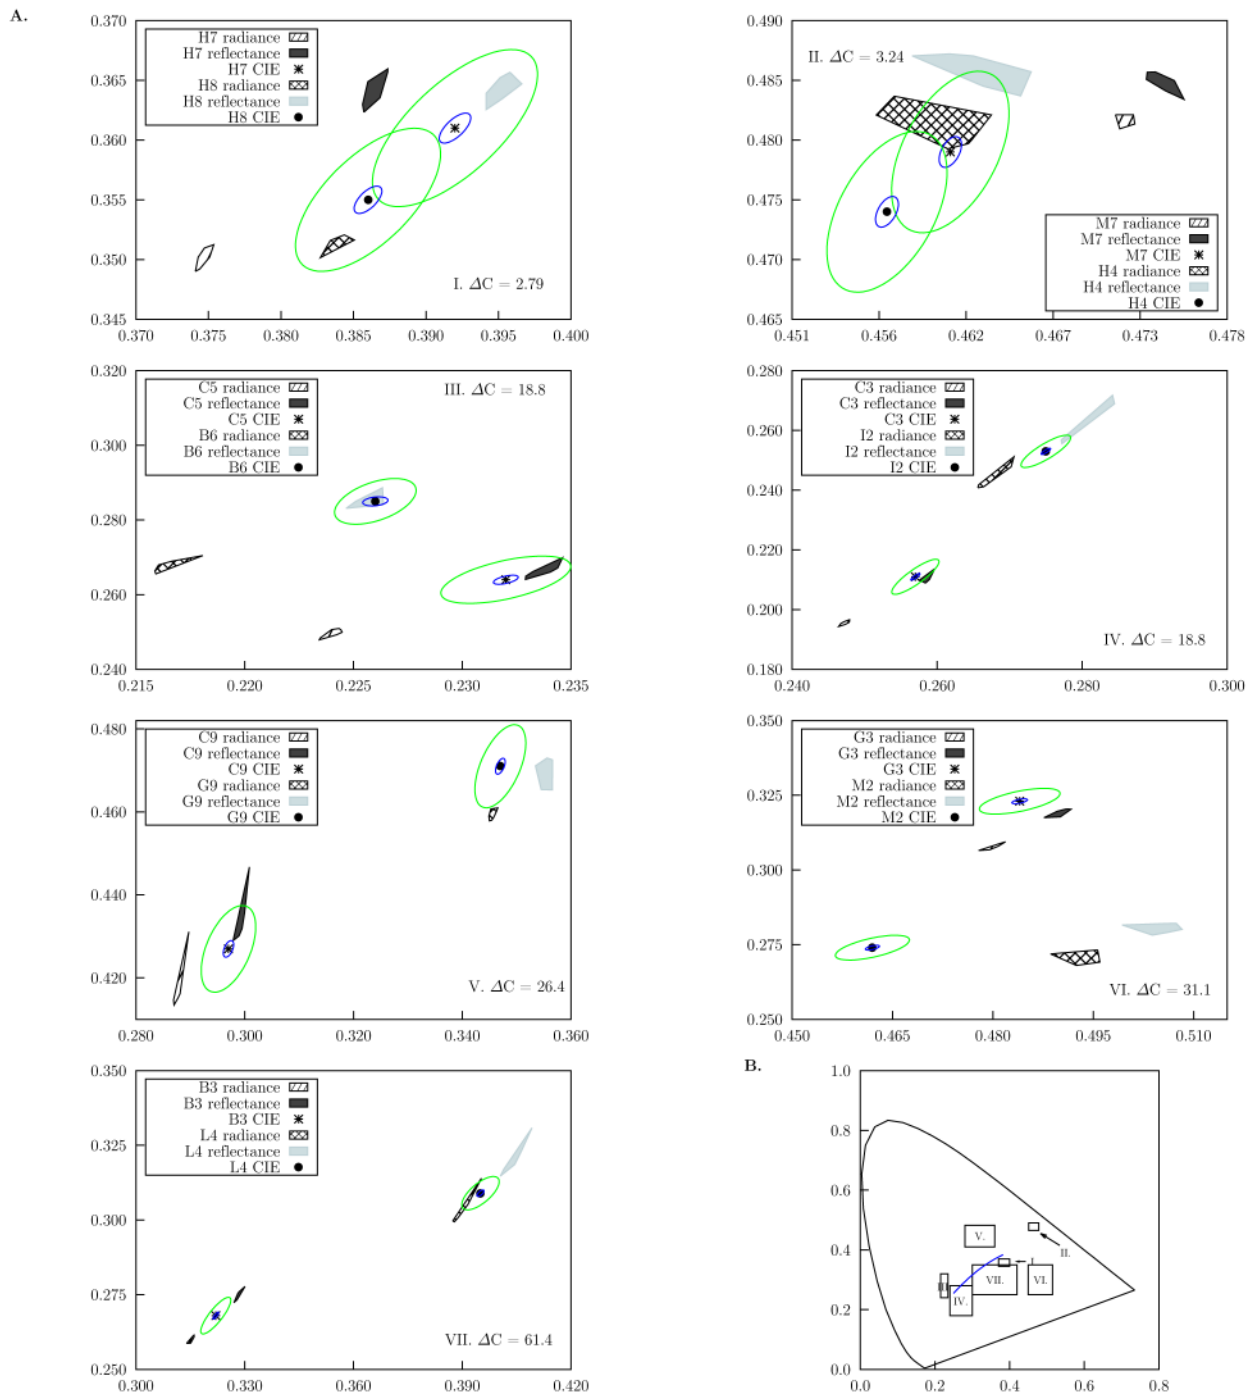 A.
0.370
0.365
0.360
0.355
0.350
0.345
0.370 0.375 0.380 0.385 0.390 0.395 0.400
H7 radiance
H7 reflectance
H7 CIE
H8 radiance
H8 reflectance
H8 CIE
I. ΔC = 2.79
0.490
0.485
0.480
0.475
0.470
0.465
0.451 0.456 0.462 0.467 0.473 0.478
II. ΔC = 3.24
M7 radiance
M7 reflectance
M7 CIE
H4 radiance
H4 reflectance
H4 CIE
0.320
0.300
0.280
0.260
0.240
0.215 0.220 0.226 0.230 0.235
C5 radiance
C5 reflectance
C5 CIE
B6 radiance
B6 reflectance
B6 CIE
III. ΔC = 18.8
0.280
0.260
0.240
0.220
0.200
0.180
0.240 0.260 0.280 0.300
C3 radiance
C3 reflectance
C3 CIE
I2 radiance
I2 reflectance
I2 CIE
IV. ΔC = 18.8
0.480
0.460
0.440
0.420
0.410
0.280 0.300 0.320 0.340 0.360
C9 radiance
C9 reflectance
C9 CIE
G9 radiance
G9 reflectance
G9 CIE
V. ΔC = 26.4
0.350
0.325
0.300
0.275
0.250
0.450 0.465 0.480 0.495 0.510
G3 radiance
G3 reflectance
G3 CIE
M2 radiance
M2 reflectance
M2 CIE
VI. ΔC = 31.1
0.350
0.325
0.300
0.275
0.250
0.300 0.330 0.360 0.390 0.420
B3 radiance
B3 reflectance
B3 CIE
L4 radiance
L4 reflectance
L4 CIE
VII. ΔC = 61.4
B.
1.0
0.8
0.6
0.4
0.2
0.0
0.0 0.2 0.4 0.6 0.8
V.
II.
I.
III
VII.
VI.
IV.